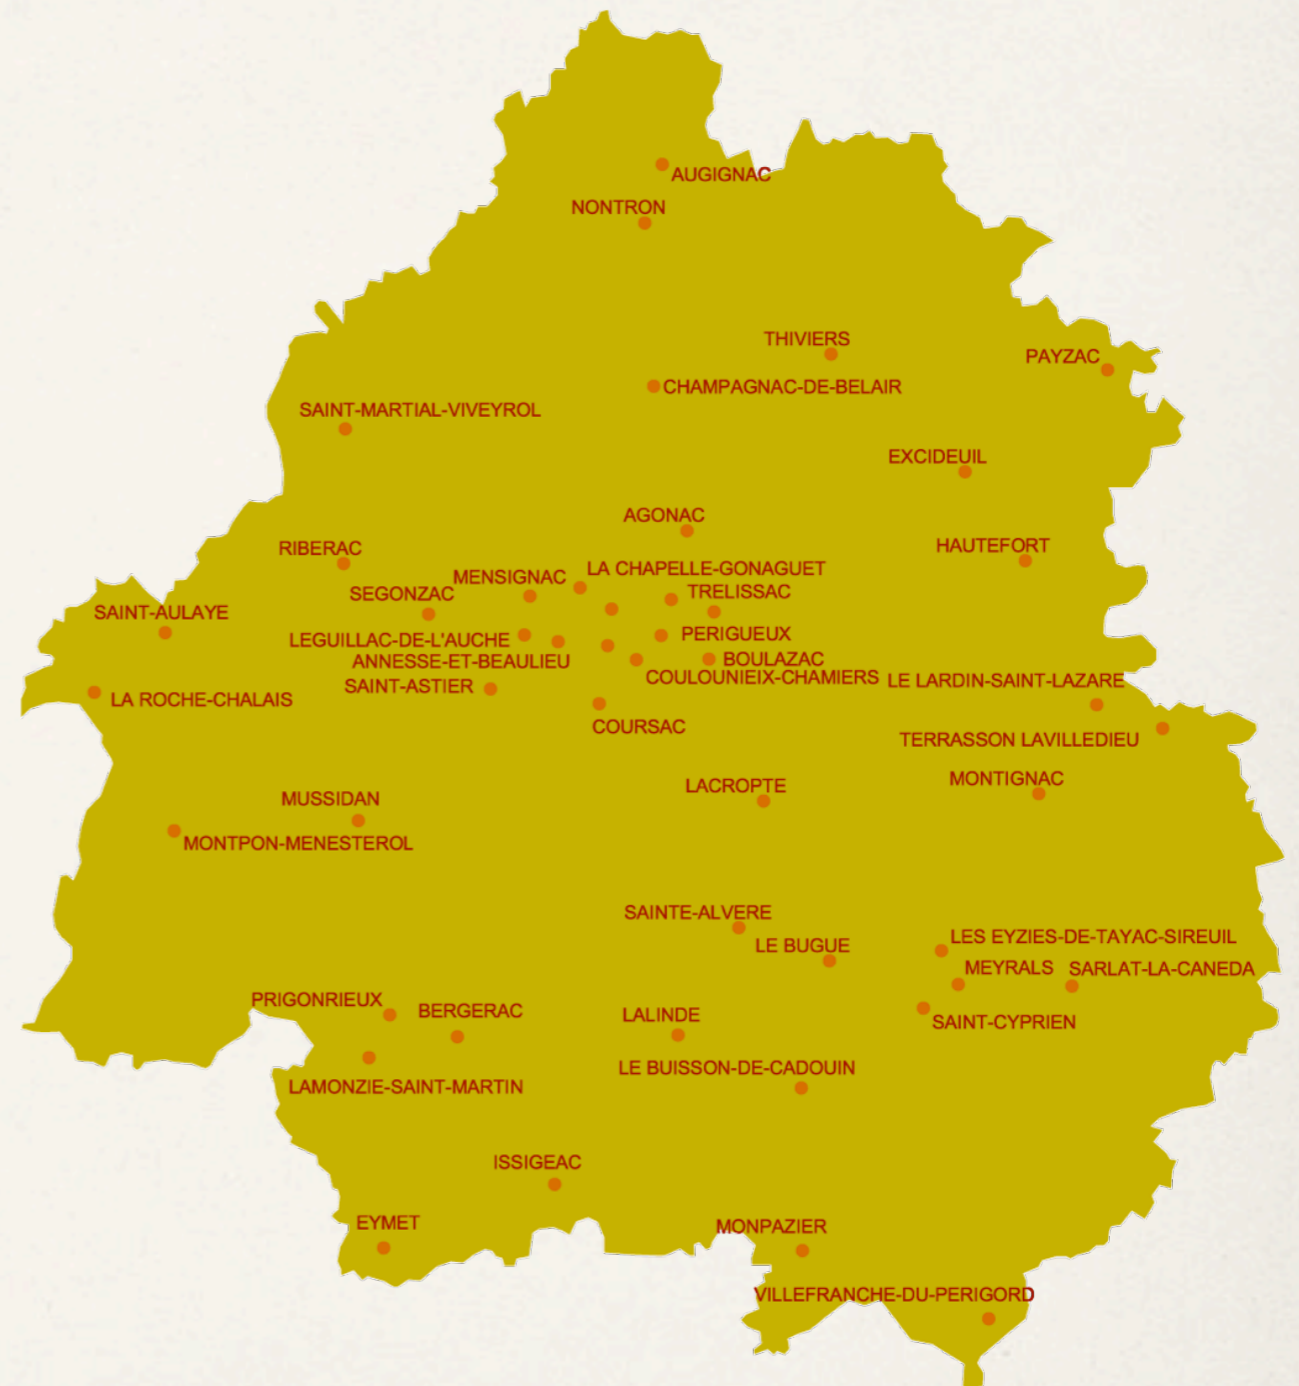 AUGIGNAC
NONTRON
THIVIERS
PAYZAC
CHAMPAGNAC-DE-BELAIR
SAINT-MARTIAL-VIVEYROL
EXCIDEUIL
AGONAC
HAUTEFORT
RIBERAC
LA CHAPELLE-GONAGUET
MENSIGNAC
TRELISSAC
SEGONZAC
SAINT-AULAYE
PERIGUEUX
LEGUILLAC-DE-L'AUCHE
BOULAZAC
ANNESSE-ET-BEAULIEU
COULOUNIEIX-CHAMIERS
LE LARDIN-SAINT-LAZARE
SAINT-ASTIER
LA ROCHE-CHALAIS
COURSAC
TERRASSON LAVILLEDIEU
MONTIGNAC
LACROPTE
MUSSIDAN
MONTPON-MENESTEROL
SAINTE-ALVERE
LES EYZIES-DE-TAYAC-SIREUIL
LE BUGUE
MEYRALS
SARLAT-LA-CANEDA
PRIGONRIEUX
BERGERAC
LALINDE
SAINT-CYPRIEN
LE BUISSON-DE-CADOUIN
LAMONZIE-SAINT-MARTIN
ISSIGEAC
EYMET
MONPAZIER
VILLEFRANCHE-DU-PERIGORD